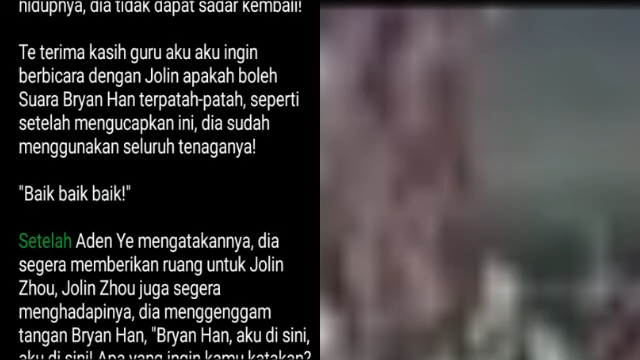 hidupnya, dia tidak dapat sadar kembali!
Te terima kasih guru aku aku ingin
berbicara dengan Jolin apakah boleh
Suara Bryan Han terpatah-patah, seperti
setelah mengucapkan ini, dia sudah
menggunakan seluruh tenaganya!
"Baik baik baik!"
Setelah Aden Ye mengatakannya, dia
segera memberikan ruang untuk Jolin
Zhou, Jolin Zhou juga segera
menghadapinya, dia menggenggam
tangan Bryan Han, "Bryan Han, aku di sini,
aku di sini! Apa yang ingin kamu katakan?